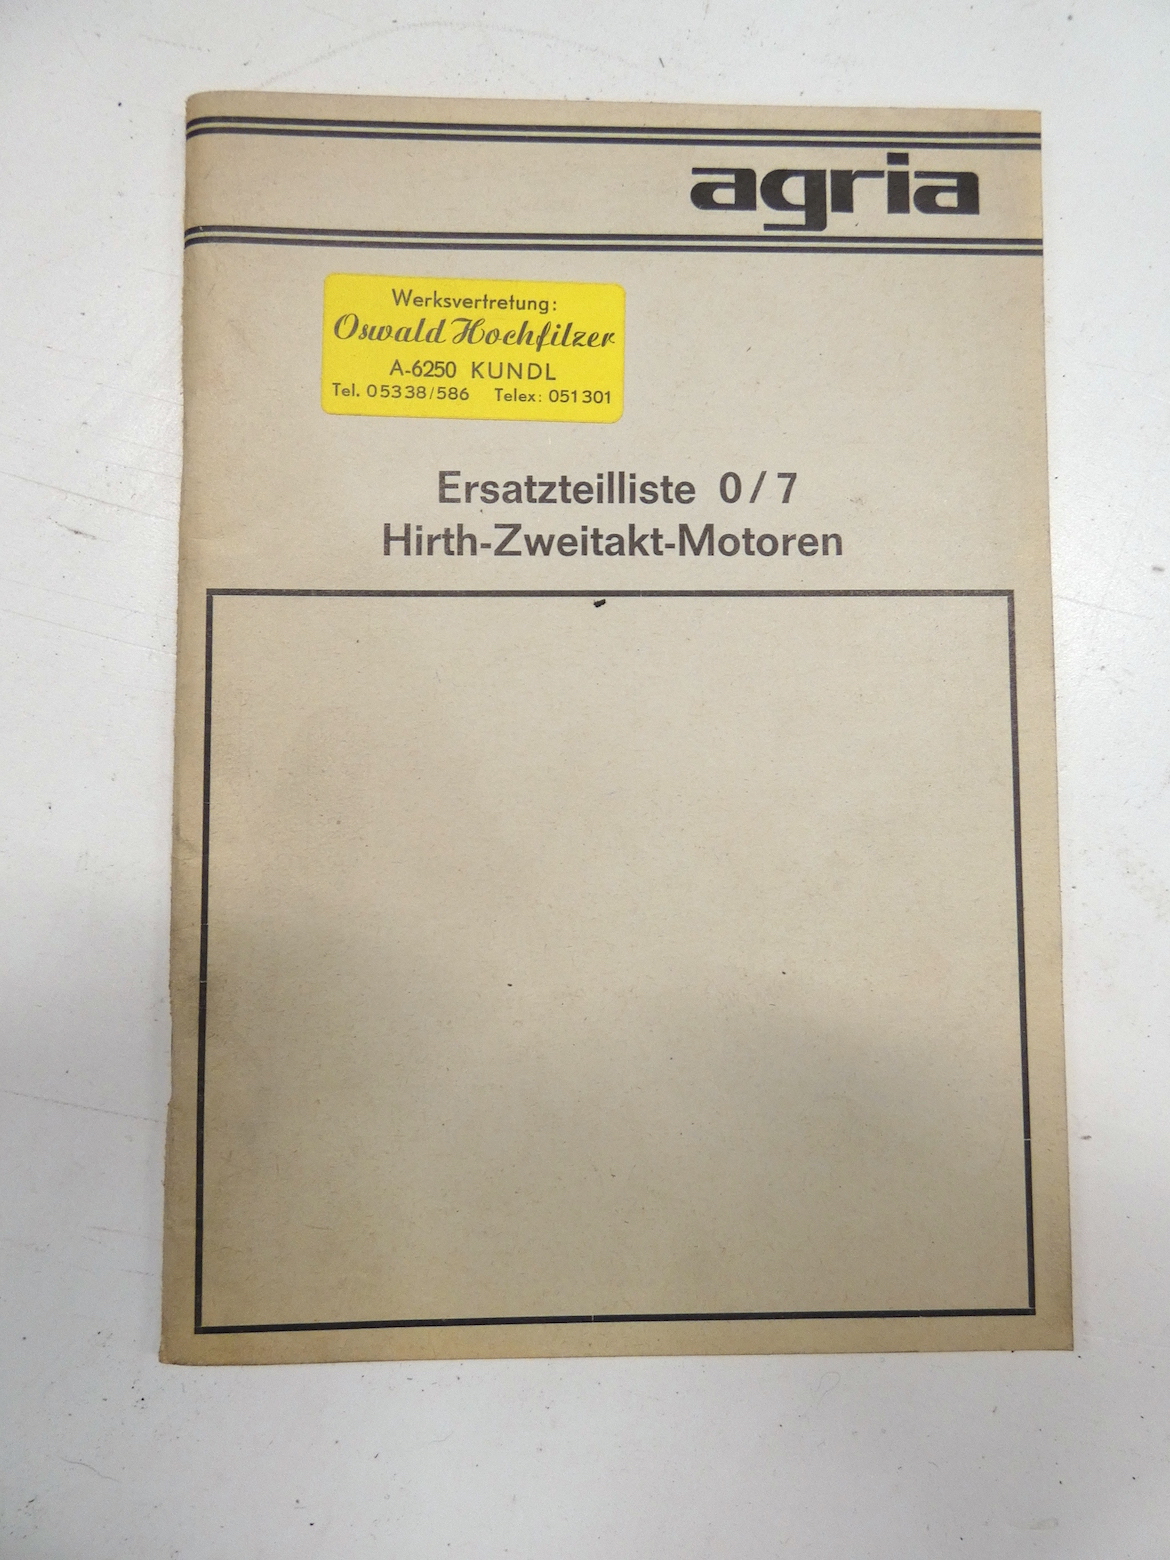 agria
Werksvertretung:
Oswald Hochfilzer
A-6250 KUNDL
Tel. 05338/586 Telex: 051301
Ersatzteilliste 0/7
Hirth-Zweitakt-Motoren